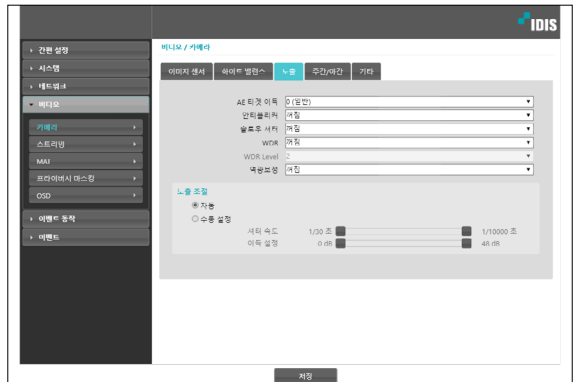 IDIS
간편 설정
시스템
네트워크
비디오
카메라
스트리밍
MAT
프라이버시 마스킹
OSD
이벤트 동작
이벤트
비디오 / 카메라
이미지 센서 화이트 밸런스 노출 주간/야간 기타
AE 타겟 이득 0 (일반)
안티플리커 꺼짐
슬로우 셔터 꺼짐
WDR 꺼짐
WDR Level 2
역광보정 꺼짐
노출 조절
자동
수동 설정
셔터 속도 1/30 초 1/10000 초
이득 설정 0 dB 48 dB
저장